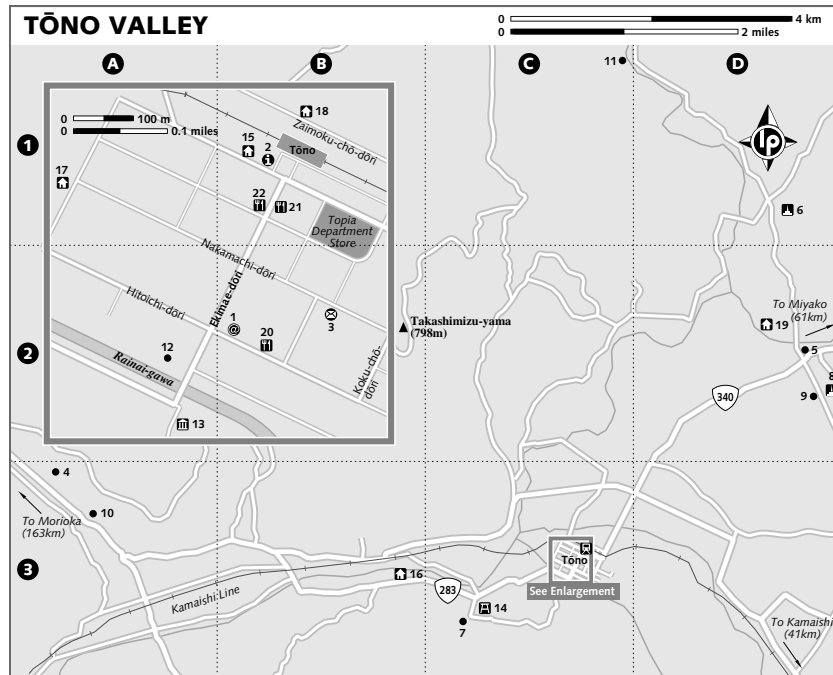 TŌNO VALLEY
0 4 km
0 2 miles
A
B
C
D
1
2
3
0 100 m
0 0.1 miles
18
Zaimoku-chō-dōri
15
2
Tōno
17
22
21
Topia
Department
Store
Nakamachi-dōri
Ekimae-dōri
Hitoichi-dōri
1
@
20
3
12
Rainai-gawa
Koku-chō-
dōri
13
11
lp
6
Takashimizu-yama
(798m)
To Miyako
(61km)
19
5
8
9
340
4
10
To Morioka
(163km)
Kamaishi Line
16
283
14
7
Tōno
See Enlargement
To Kamaishi
(41km)